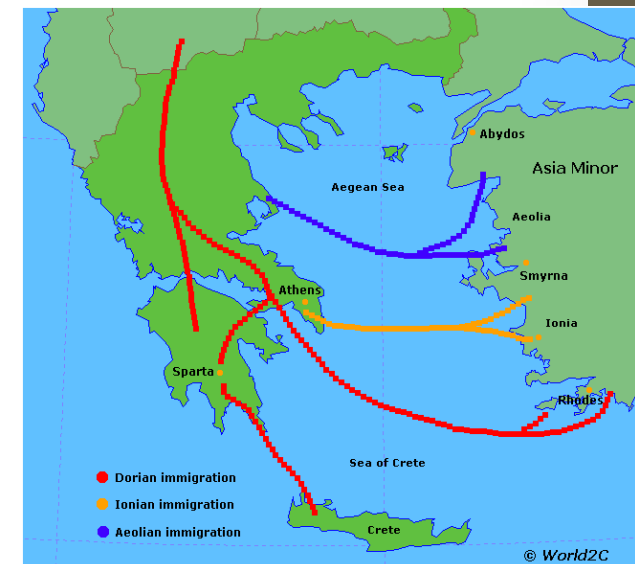 Abydos
Asia Minor
Aegean Sea
Aeolia
Smyrna
Athens
Ionia
Sparta
Rhodes
Sea of Crete
Dorian immigration
Ionian immigration
Aeolian immigration
Crete
© World2C